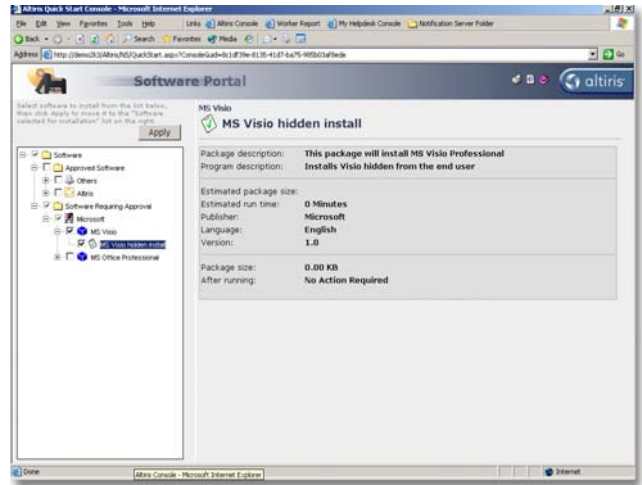 Altiris Quick Start Console - Microsoft Internet Explorer
File Edit View Favorites Tools Help
Links Altiris Console Worker Report My Helpdesk Console Notification Server Folder
Back Search Favorites Media
Address Go
Software Portal
altiris
Select software to install from the list below,
then click Apply to move it to the "Software
selected for installation" list on the right.
Apply
Software
Approved Software
Others
Altiris
Software Requiring Approval
Microsoft
MS Visio
MS Visio hidden install
MS Office Professional
MS Visio
MS Visio hidden install
Package description: This package will install MS Visio Professional
Program description: Installs Visio hidden from the end user
Estimated package size:
Estimated run time: 0 Minutes
Publisher: Microsoft
Language: English
Version: 1.0
Package size: 0.00 KB
After running: No Action Required
Done
Altiris Console - Microsoft Internet Explorer
Internet